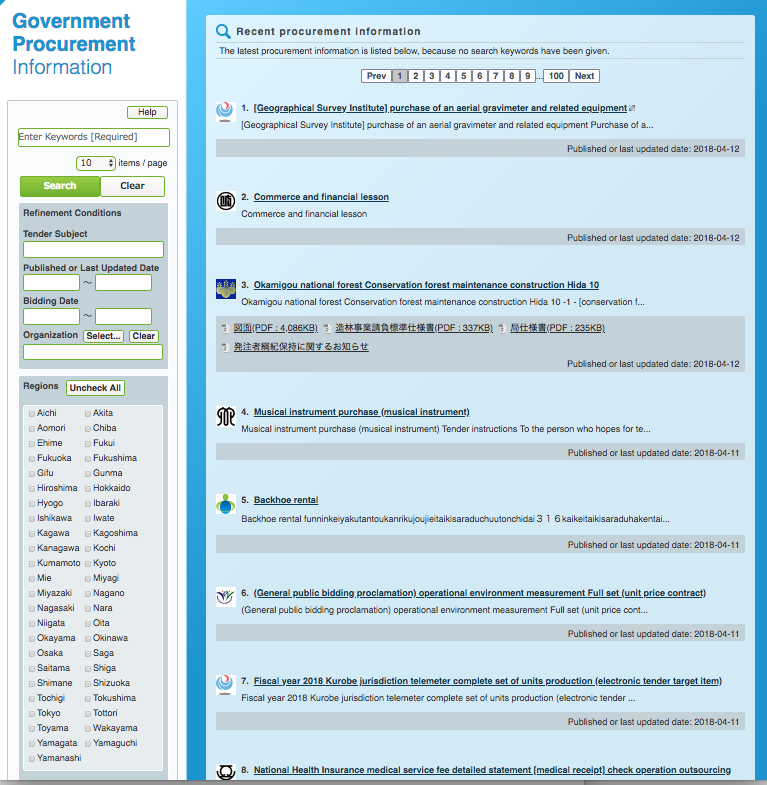 Government
Procurement
Information
Help
Enter Keywords [Required]
10 items / page
Search Clear
Refinement Conditions
Tender Subject
Published or Last Updated Date
～
Bidding Date
～
Organization Select... Clear
Regions Uncheck All
Aichi Akita
Aomori Chiba
Ehime Fukui
Fukuoka Fukushima
Gifu Gunma
Hiroshima Hokkaido
Hyogo Ibaraki
Ishikawa Iwate
Kagawa Kagoshima
Kanagawa Kochi
Kumamoto Kyoto
Mie Miyagi
Miyazaki Nagano
Nagasaki Nara
Niigata Oita
Okayama Okinawa
Osaka Saga
Saitama Shiga
Shimane Shizuoka
Tochigi Tokushima
Tokyo Tottori
Toyama Wakayama
Yamagata Yamaguchi
Yamanashi
Recent procurement information
The latest procurement information is listed below, because no search keywords have been given.
Prev 1 2 3 4 5 6 7 8 9 ... 100 Next
1. [Geographical Survey Institute] purchase of an aerial gravimeter and related equipment
[Geographical Survey Institute] purchase of an aerial gravimeter and related equipment Purchase of a...
Published or last updated date: 2018-04-12
2. Commerce and financial lesson
Commerce and financial lesson
Published or last updated date: 2018-04-12
3. Okamigou national forest Conservation forest maintenance construction Hida 10
Okamigou national forest Conservation forest maintenance construction Hida 10 -1 - [conservation f...
図面(PDF : 4,086KB) 造林事業請負標準仕様書(PDF : 337KB) 局仕様書(PDF : 235KB)
発注者綱紀保持に関するお知らせ
Published or last updated date: 2018-04-12
4. Musical instrument purchase (musical instrument)
Musical instrument purchase (musical instrument) Tender instructions To the person who hopes for te...
Published or last updated date: 2018-04-11
5. Backhoe rental
Backhoe rental funninkeiyakutantoukanrikujoujieitaikisaraduchuutonchidai３１６kaikeitaikisaraduhakentai...
Published or last updated date: 2018-04-11
6. (General public bidding proclamation) operational environment measurement Full set (unit price contract)
(General public bidding proclamation) operational environment measurement Full set (unit price cont...
Published or last updated date: 2018-04-11
7. Fiscal year 2018 Kurobe jurisdiction telemeter complete set of units production (electronic tender target item)
Fiscal year 2018 Kurobe jurisdiction telemeter complete set of units production (electronic tender ...
Published or last updated date: 2018-04-11
8. National Health Insurance medical service fee detailed statement [medical receipt] check operation outsourcing